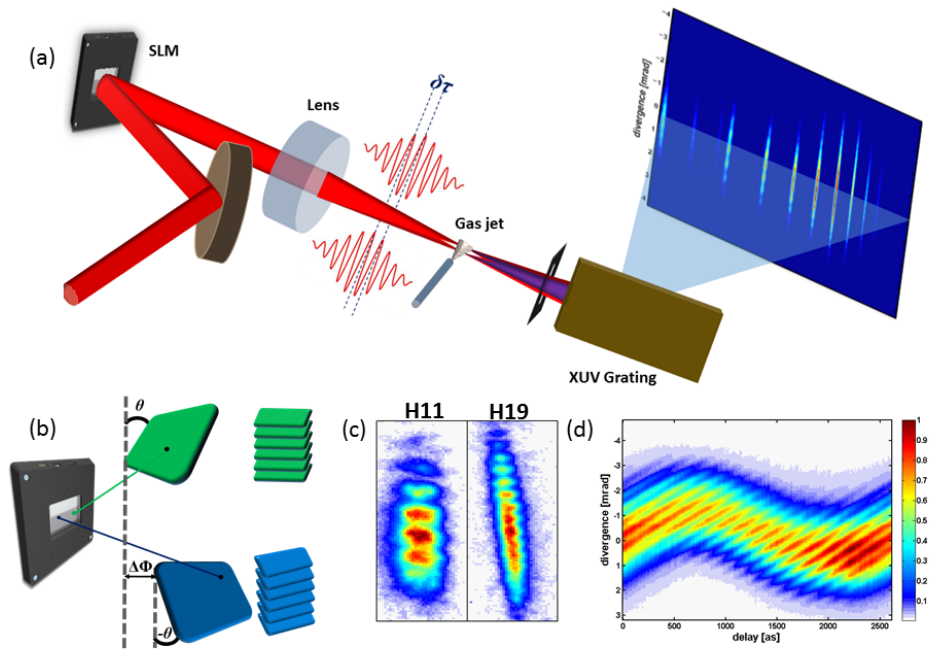 (a)
SLM
Lens
δτ
Gas jet
XUV Grating
divergence [mrad]
-4
-3
-2
-1
0
1
2
3
4
(b)
θ
ΔΦ
-θ
(c)
H11
H19
(d)
divergence [mrad]
-4
-3
-2
-1
0
1
2
3
0
500
1000
1500
2000
2500
delay [as]
1
0.9
0.8
0.7
0.6
0.5
0.4
0.3
0.2
0.1